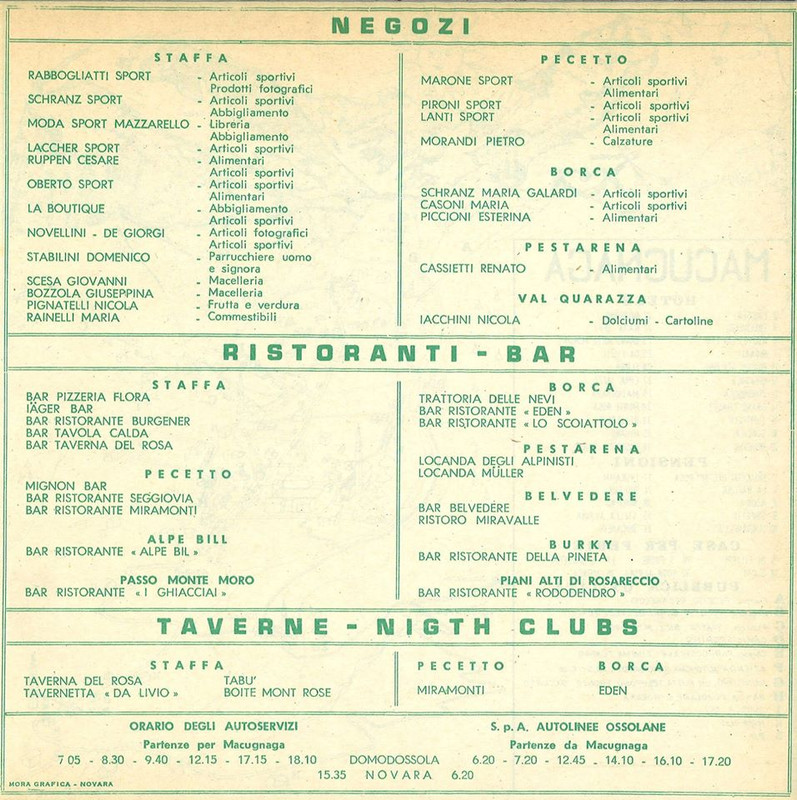 NEGOZI
STAFFA
RABBOGLIATTI SPORT - Articoli sportivi
Prodotti fotografici
SCHRANZ SPORT - Articoli sportivi
Abbigliamento
MODA SPORT MAZZARELLO - Libreria
Abbigliamento
LACCHER SPORT - Articoli sportivi
RUPPEN CESARE - Alimentari
Articoli sportivi
OBERTO SPORT - Articoli sportivi
Alimentari
LA BOUTIQUE - Abbigliamento
Articoli sportivi
NOVELLINI - DE GIORGI - Articoli fotografici
Articoli sportivi
STABILINI DOMENICO - Parrucchiere uomo
e signora
SCESA GIOVANNI - Macelleria
BOZZOLA GIUSEPPINA - Macelleria
PIGNATELLI NICOLA - Frutta e verdura
RAINELLI MARIA - Commestibili
PECETTO
MARONE SPORT - Articoli sportivi
Alimentari
PIRONI SPORT - Articoli sportivi
LANTI SPORT - Articoli sportivi
Alimentari
MORANDI PIETRO - Calzature
BORCA
SCHRANZ MARIA GALARDI - Articoli sportivi
CASONI MARIA - Articoli sportivi
PICCIONI ESTERINA - Alimentari
PESTARENA
CASSIETTI RENATO - Alimentari
VAL QUARAZZA
IACCHINI NICOLA - Dolciumi - Cartoline
RISTORANTI - BAR
STAFFA
BAR PIZZERIA FLORA
IÄGER BAR
BAR RISTORANTE BURGENER
BAR TAVOLA CALDA
BAR TAVERNA DEL ROSA
PECETTO
MIGNON BAR
BAR RISTORANTE SEGGIOVIA
BAR RISTORANTE MIRAMONTI
ALPE BILL
BAR RISTORANTE « ALPE BIL »
PASSO MONTE MORO
BAR RISTORANTE « I GHIACCIAI »
BORCA
TRATTORIA DELLE NEVI
BAR RISTORANTE « EDEN »
BAR RISTORANTE « LO SCOIATTOLO »
PESTARENA
LOCANDA DEGLI ALPINISTI
LOCANDA MÜLLER
BELVEDERE
BAR BELVEDERE
RISTORO MIRAVALLE
BURKY
BAR RISTORANTE DELLA PINETA
PIANI ALTI DI ROSARECCIO
BAR RISTORANTE « RODODENDRO »
TAVERNE - NIGTH CLUBS
STAFFA
TAVERNA DEL ROSA TABU'
TAVERNETTA « DA LIVIO » BOITE MONT ROSE
PECETTO BORCA
MIRAMONTI EDEN
ORARIO DEGLI AUTOSERVIZI S.p.A. AUTOLINEE OSSOLANE
Partenze per Macugnaga Partenze da Macugnaga
7 05 - 8.30 - 9.40 - 12.15 - 17.15 - 18.10 DOMODOSSOLA 6.20 - 7.20 - 12.45 - 14.10 - 16.10 - 17.20
15.35 NOVARA 6.20
MORA GRAFICA - NOVARA